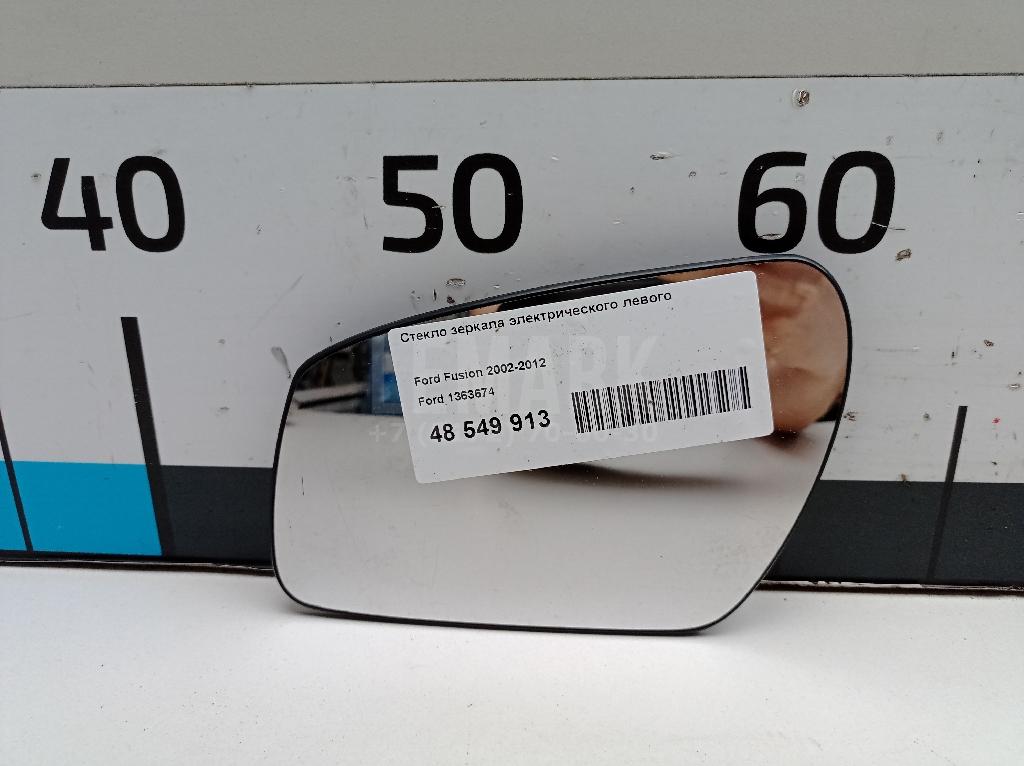 40 50 60
Стекло зеркала электрического левого
Ford Fusion 2002-2012
Ford 1363674
48 549 913